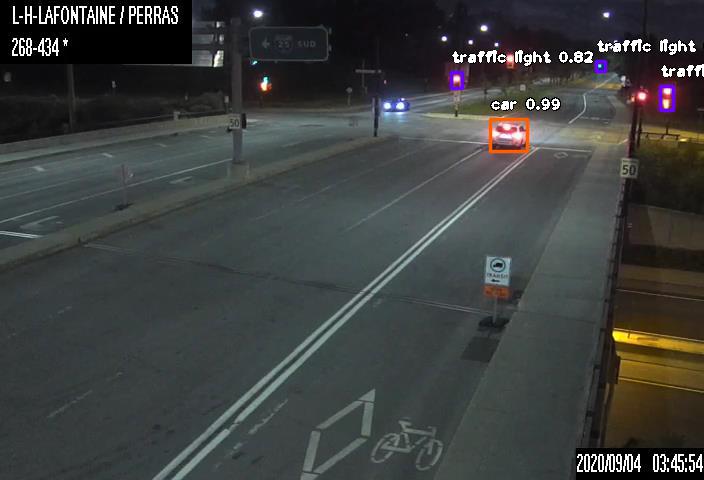 L-H-LAFONTAINE / PERRAS
268-434 *
25 SUD
traffic light 0.82
traffic light
traffi
car 0.99
50
50
TRANSIT
2020/09/04 03:45:54